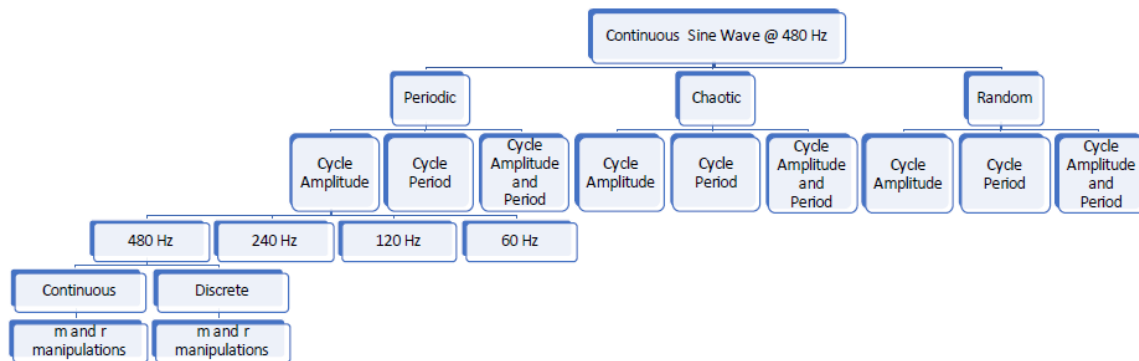 Continuous Sine Wave @ 480 Hz
Periodic
Chaotic
Random
Cycle
Amplitude
Cycle
Period
Cycle
Amplitude
and
Period
Cycle
Amplitude
Cycle
Period
Cycle
Amplitude
and
Period
Cycle
Amplitude
Cycle
Period
Cycle
Amplitude
and
Period
480 Hz
240 Hz
120 Hz
60 Hz
Continuous
Discrete
m and r
manipulations
m and r
manipulations